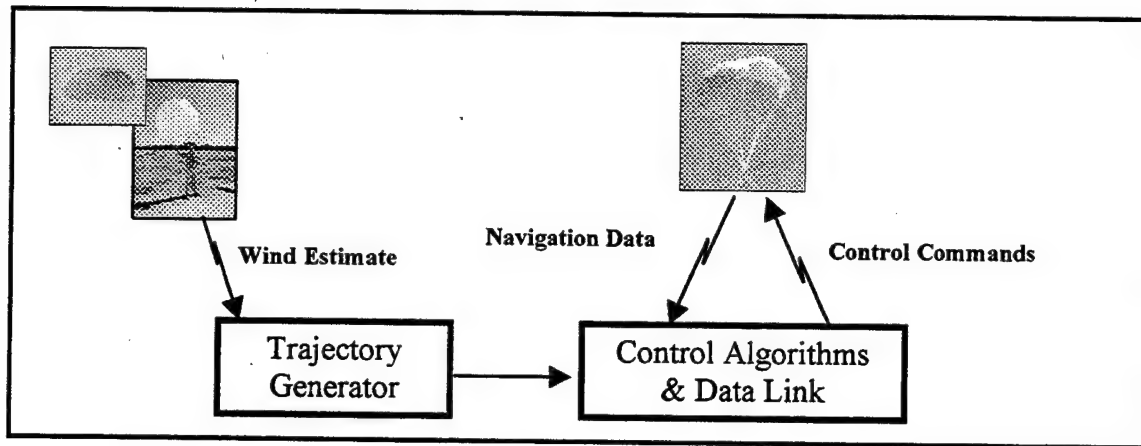 Wind Estimate
Navigation Data
Control Commands
Trajectory
Generator
Control Algorithms
& Data Link